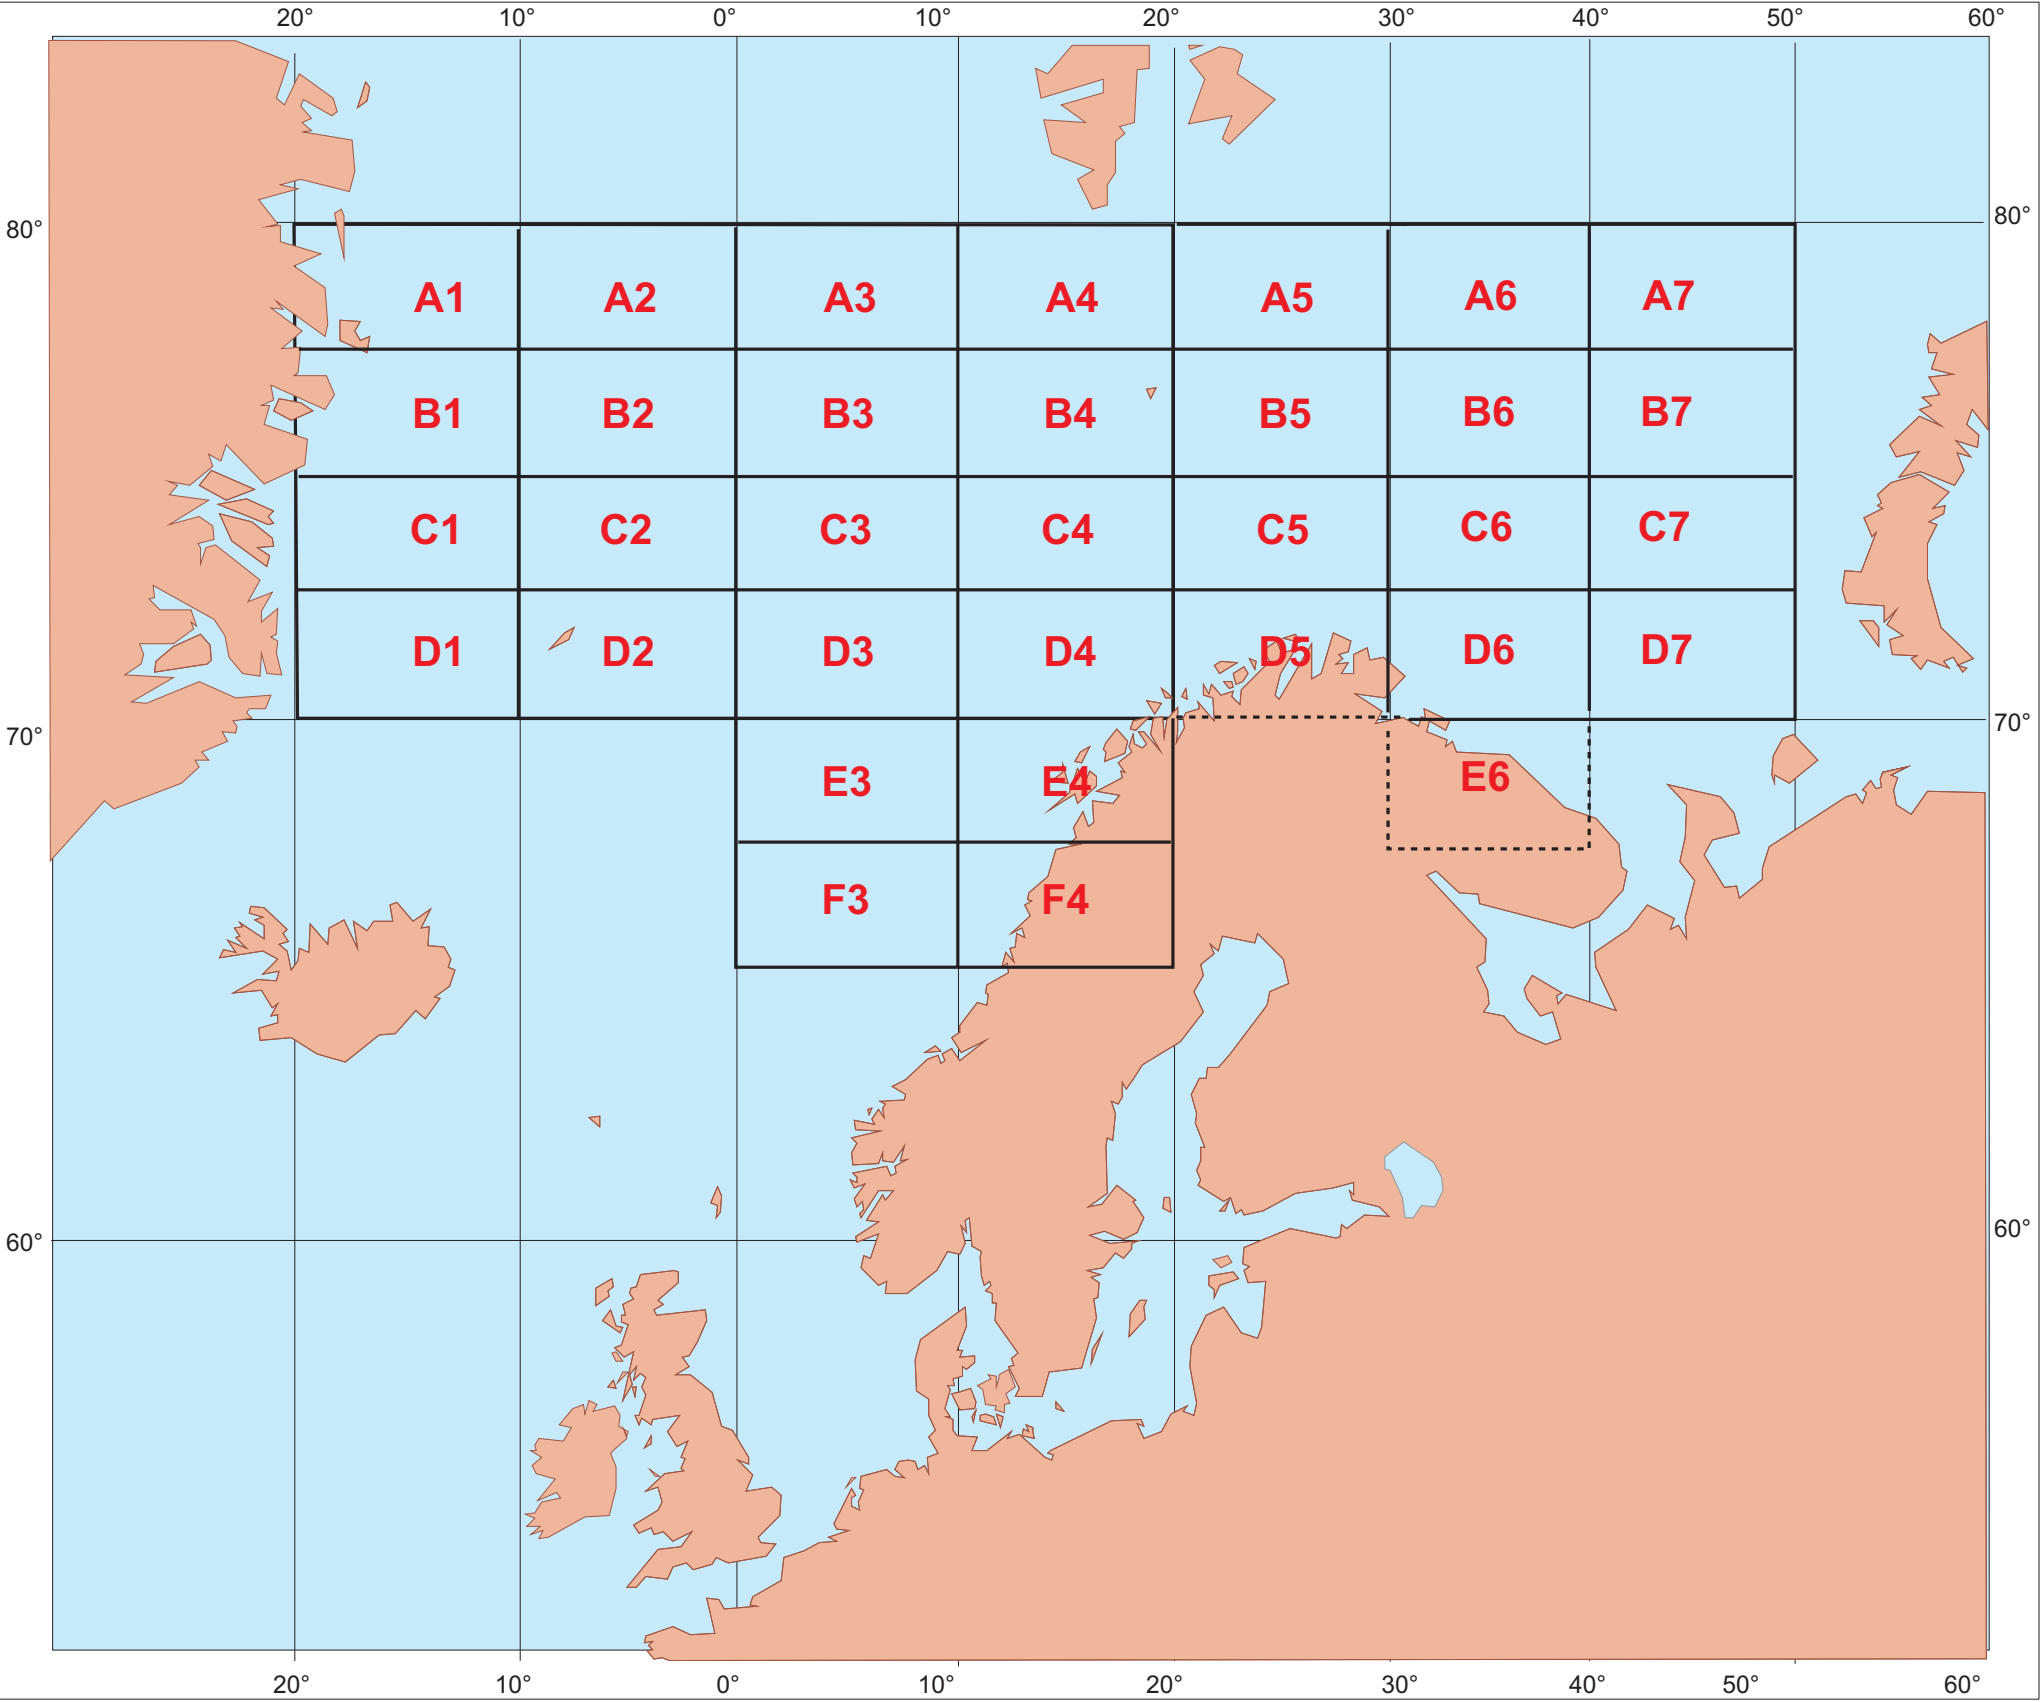 20° 10° 0° 10° 20° 30° 40° 50° 60°
80° 80°
A1 A2 A3 A4 A5 A6 A7
B1 B2 B3 B4 B5 B6 B7
C1 C2 C3 C4 C5 C6 C7
D1 D2 D3 D4 D5 D6 D7
70° 70°
E3 E4 E6
F3 F4
60° 60°
20° 10° 0° 10° 20° 30° 40° 50° 60°